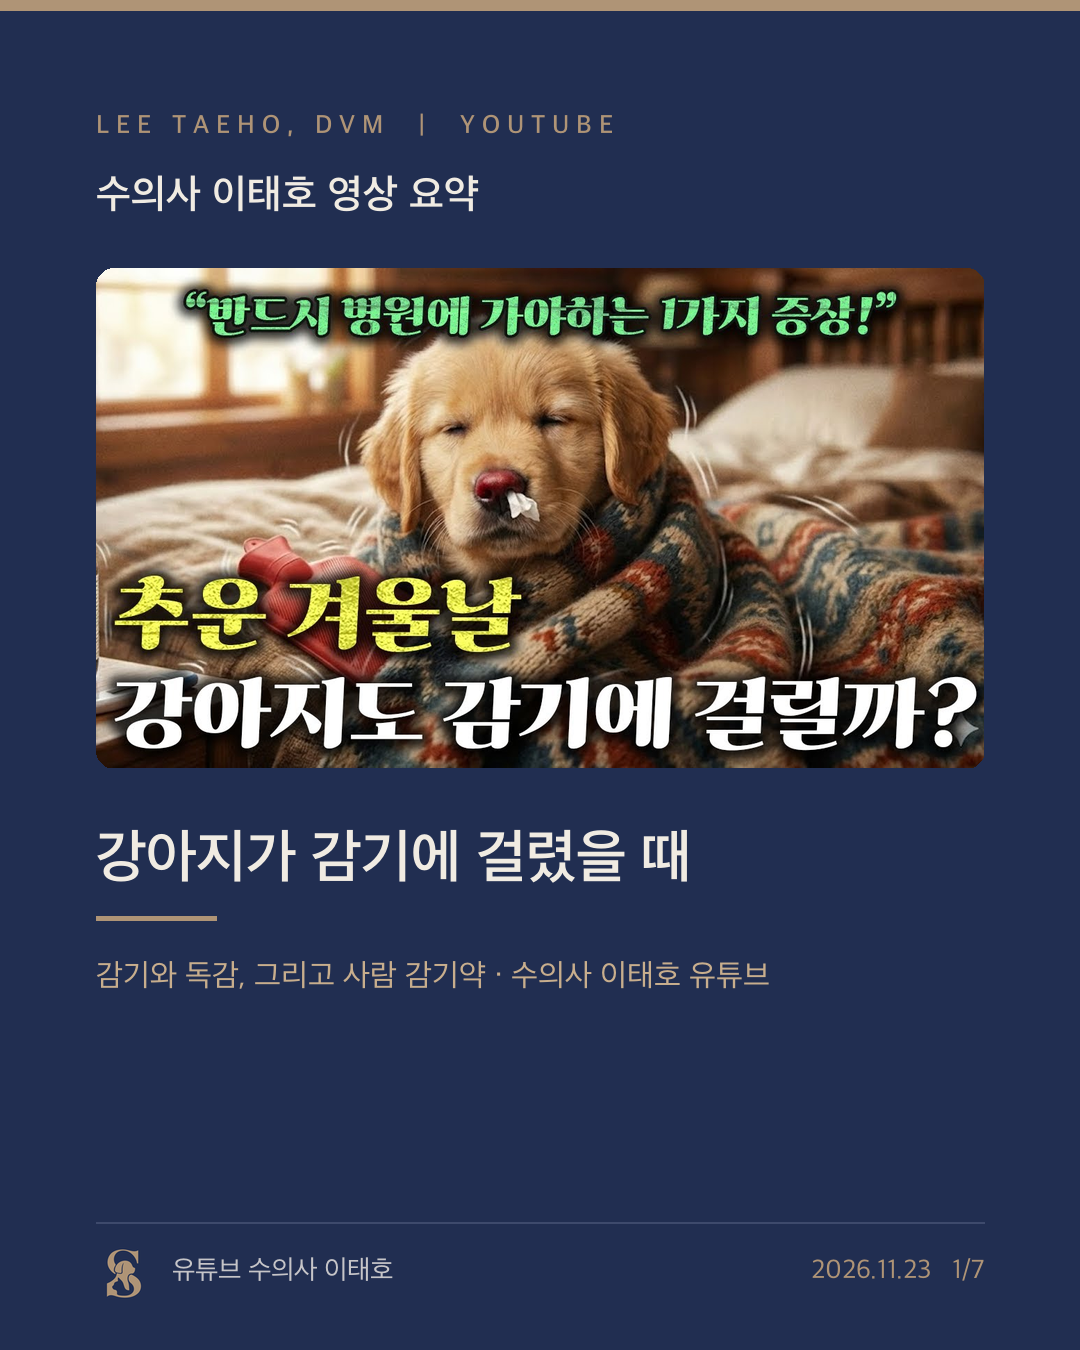 LEE TAEHO, DVM | YOUTUBE
수의사 이태호 영상 요약
“반드시 병원에 가야하는 1가지 증상!”
추운 겨울날
강아지도 감기에 걸릴까?
강아지가 감기에 걸렸을 때
감기와 독감, 그리고 사람 감기약 · 수의사 이태호 유튜브
유튜브 수의사 이태호
2026.11.23 1/7